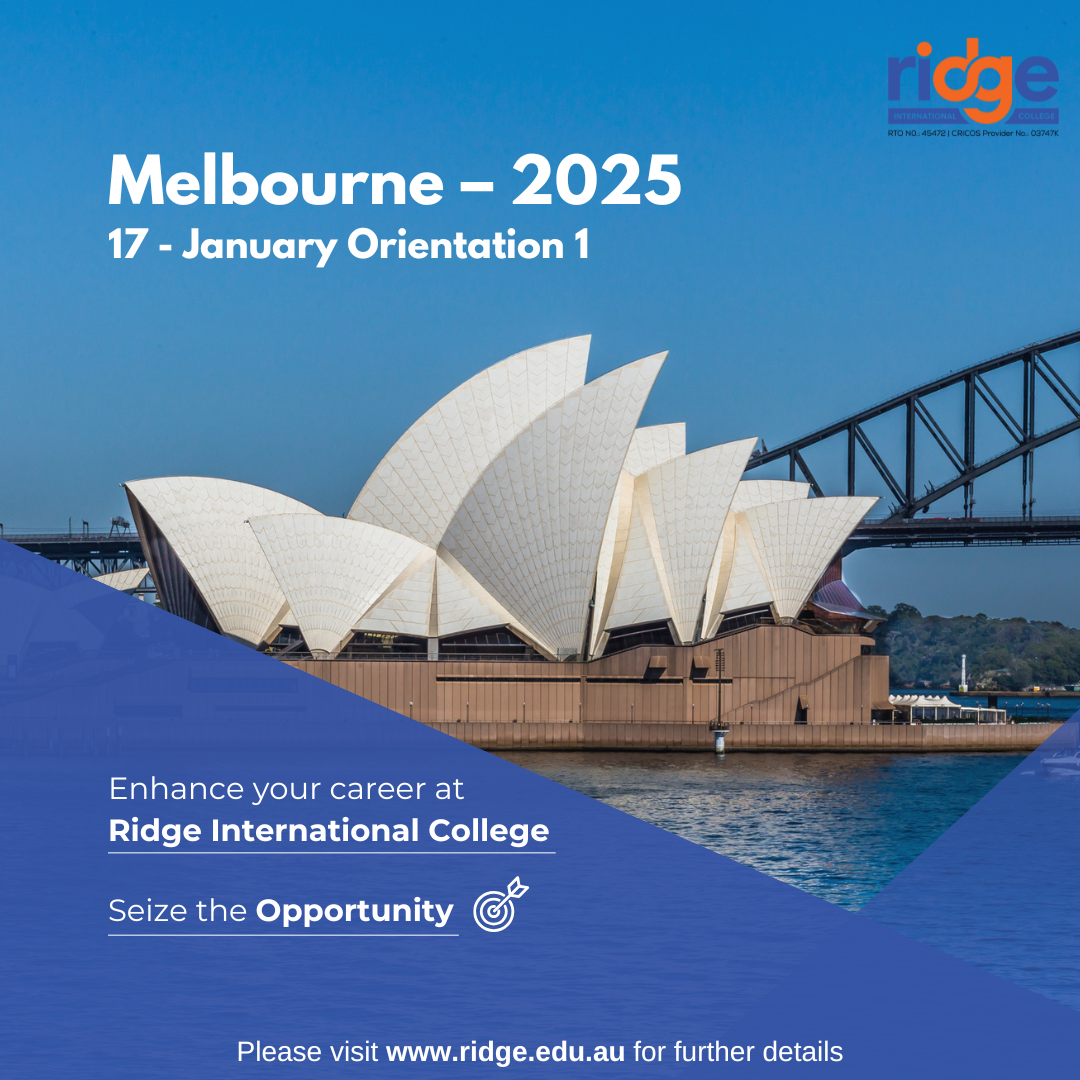 ridge
INTERNATIONAL COLLEGE
RTO NO.: 45472 | CRICOS Provider No.: 03747K
Melbourne – 2025
17 - January Orientation 1
Enhance your career at
Ridge International College
Seize the Opportunity
Please visit www.ridge.edu.au for further details